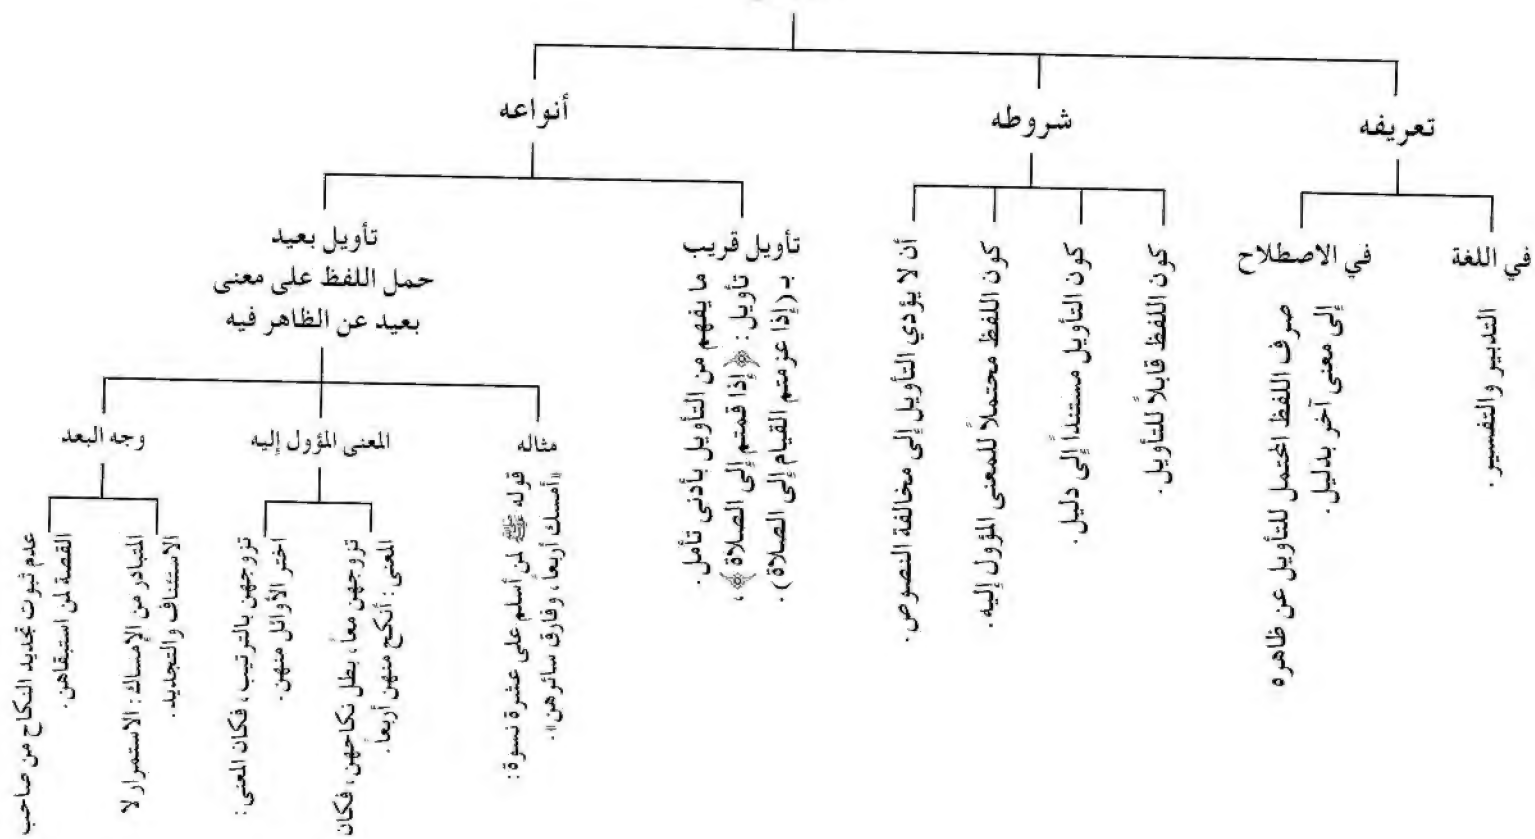 تعريفه
في اللغة
التدبير والتفسير.
في الاصطلاح
صرف اللفظ المحتمل للتأويل عن ظاهره
إلى معنى آخر بدليل.
شروطه
كون اللفظ قابلاً للتأويل.
كون التأويل مستنداً إلى دليل.
كون اللفظ محتملاً للمعنى المؤول إليه.
أن لا يؤدي التأويل إلى مخالفة النصوص.
أنواعه
تأويل قريب
ما يفهم من التأويل بأدنى تأمل.
تأويل: ﴿إذا قمتم إلى الصلاة﴾،
بـ (إذا عزمتم القيام إلى الصلاة).
تأويل بعيد
حمل اللفظ على معنى
بعيد عن الظاهر فيه
مثاله
قوله ﷺ لمن أسلم على عشرة نسوة:
«أمسك أربعاً، وفارق سائرهن».
المعنى المؤول إليه
تزوجهن معاً، بطل نكاحهن، فكان
المعنى: أنكح منهن أربعاً.
تزوجهن بالترتيب، فكان المعنى:
اختر الأوائل منهن.
وجه البعد
المتبادر من الإمساك: الاستمرار لا
الاستئناف والتجديد.
عدم ثبوت تجديد النكاح من صاحب
القصة لمن استبقاهن.